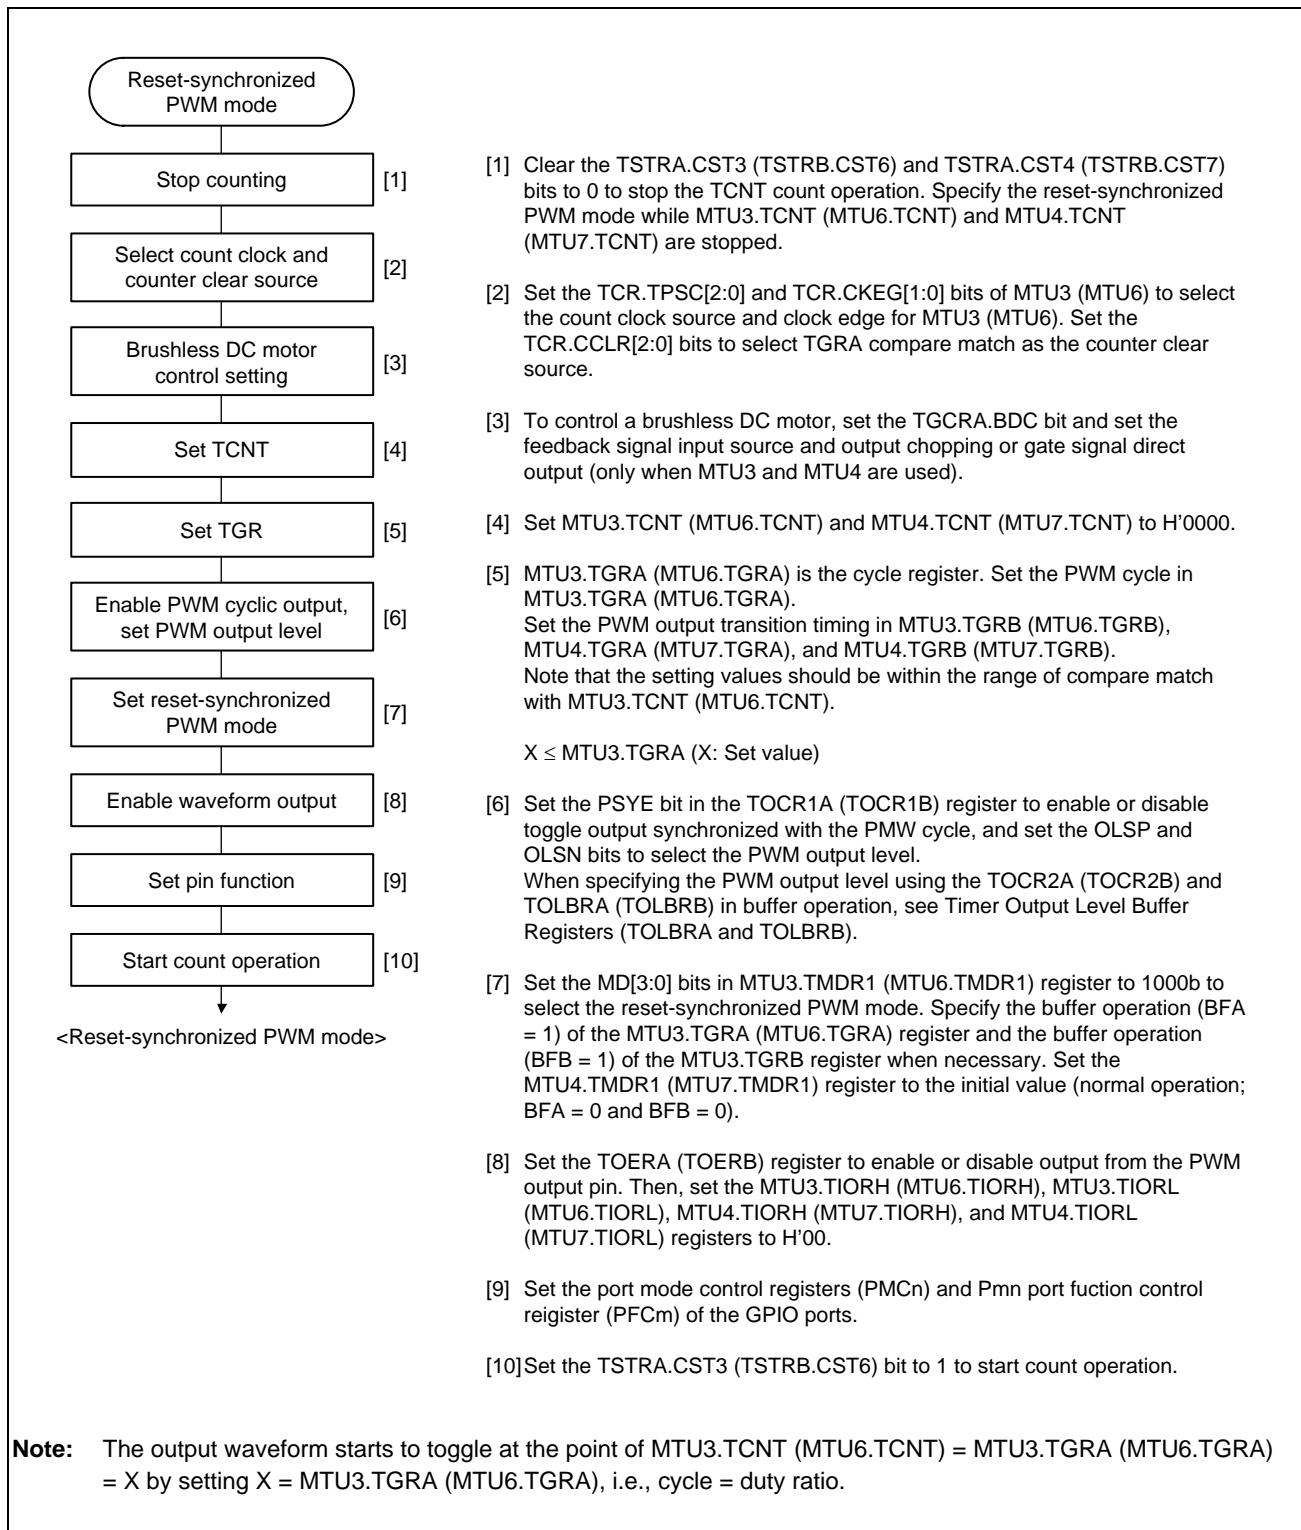 Reset-synchronized
PWM mode
Stop counting [1]
Select count clock and
counter clear source [2]
Brushless DC motor
control setting [3]
Set TCNT [4]
Set TGR [5]
Enable PWM cyclic output,
set PWM output level [6]
Set reset-synchronized
PWM mode [7]
Enable waveform output [8]
Set pin function [9]
Start count operation [10]
<Reset-synchronized PWM mode>
[1] Clear the TSTRA.CST3 (TSTRB.CST6) and TSTRA.CST4 (TSTRB.CST7)
bits to 0 to stop the TCNT count operation. Specify the reset-synchronized
PWM mode while MTU3.TCNT (MTU6.TCNT) and MTU4.TCNT
(MTU7.TCNT) are stopped.
[2] Set the TCR.TPSC[2:0] and TCR.CKEG[1:0] bits of MTU3 (MTU6) to select
the count clock source and clock edge for MTU3 (MTU6). Set the
TCR.CCLR[2:0] bits to select TGRA compare match as the counter clear
source.
[3] To control a brushless DC motor, set the TGCRA.BDC bit and set the
feedback signal input source and output chopping or gate signal direct
output (only when MTU3 and MTU4 are used).
[4] Set MTU3.TCNT (MTU6.TCNT) and MTU4.TCNT (MTU7.TCNT) to H'0000.
[5] MTU3.TGRA (MTU6.TGRA) is the cycle register. Set the PWM cycle in
MTU3.TGRA (MTU6.TGRA).
Set the PWM output transition timing in MTU3.TGRB (MTU6.TGRB),
MTU4.TGRA (MTU7.TGRA), and MTU4.TGRB (MTU7.TGRB).
Note that the setting values should be within the range of compare match
with MTU3.TCNT (MTU6.TCNT).
X ≤ MTU3.TGRA (X: Set value)
[6] Set the PSYE bit in the TOCR1A (TOCR1B) register to enable or disable
toggle output synchronized with the PMW cycle, and set the OLSP and
OLSN bits to select the PWM output level.
When specifying the PWM output level using the TOCR2A (TOCR2B) and
TOLBRA (TOLBRB) in buffer operation, see Timer Output Level Buffer
Registers (TOLBRA and TOLBRB).
[7] Set the MD[3:0] bits in MTU3.TMDR1 (MTU6.TMDR1) register to 1000b to
select the reset-synchronized PWM mode. Specify the buffer operation (BFA
= 1) of the MTU3.TGRA (MTU6.TGRA) register and the buffer operation
(BFB = 1) of the MTU3.TGRB register when necessary. Set the
MTU4.TMDR1 (MTU7.TMDR1) register to the initial value (normal operation;
BFA = 0 and BFB = 0).
[8] Set the TOERA (TOERB) register to enable or disable output from the PWM
output pin. Then, set the MTU3.TIORH (MTU6.TIORH), MTU3.TIORL
(MTU6.TIORL), MTU4.TIORH (MTU7.TIORH), and MTU4.TIORL
(MTU7.TIORL) registers to H'00.
[9] Set the port mode control registers (PMCn) and Pmn port fuction control
reigister (PFCm) of the GPIO ports.
[10] Set the TSTRA.CST3 (TSTRB.CST6) bit to 1 to start count operation.
Note: The output waveform starts to toggle at the point of MTU3.TCNT (MTU6.TCNT) = MTU3.TGRA (MTU6.TGRA)
= X by setting X = MTU3.TGRA (MTU6.TGRA), i.e., cycle = duty ratio.